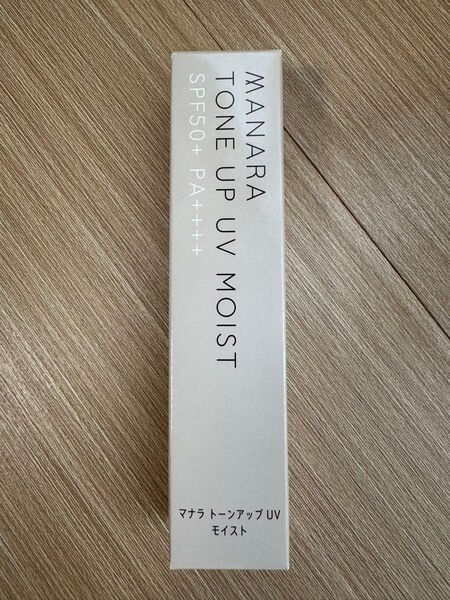 MANARA
TONE UP UV MOIST
SPF50+ PA++++
マナラ トーンアップ UV
モイスト